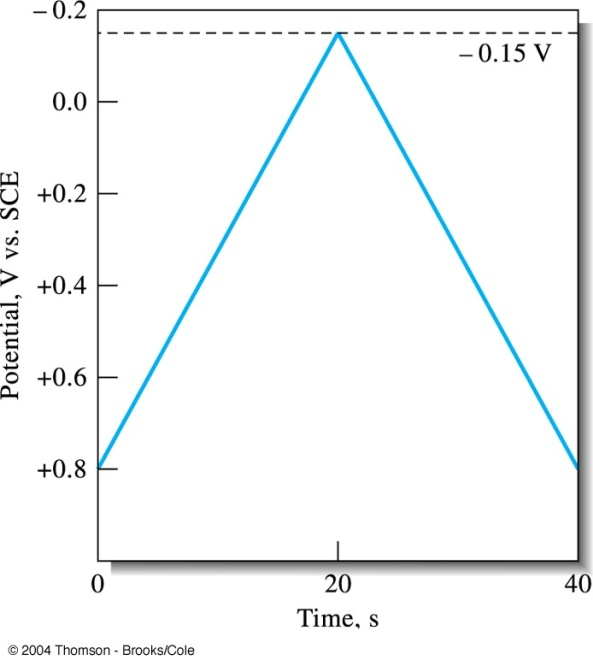 −0.2
−0.15 V
0.0
+0.2
+0.4
+0.6
+0.8
Potential, V vs. SCE
0
20
40
Time, s
© 2004 Thomson - Brooks/Cole